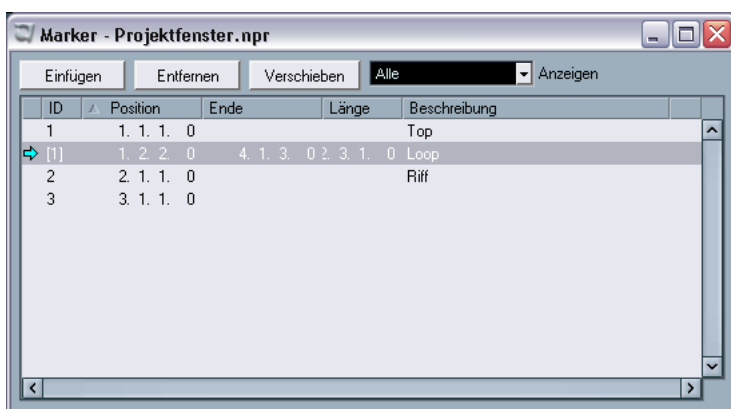 Marker - Projektfenster.npr
Einfügen Entfernen Verschieben Alle Anzeigen
ID Position Ende Länge Beschreibung
1 1. 1. 1. 0 Top
[1] 1. 2. 2. 0 4. 1. 3. 0 2. 3. 1. 0 Loop
2 2. 1. 1. 0 Riff
3 3. 1. 1. 0